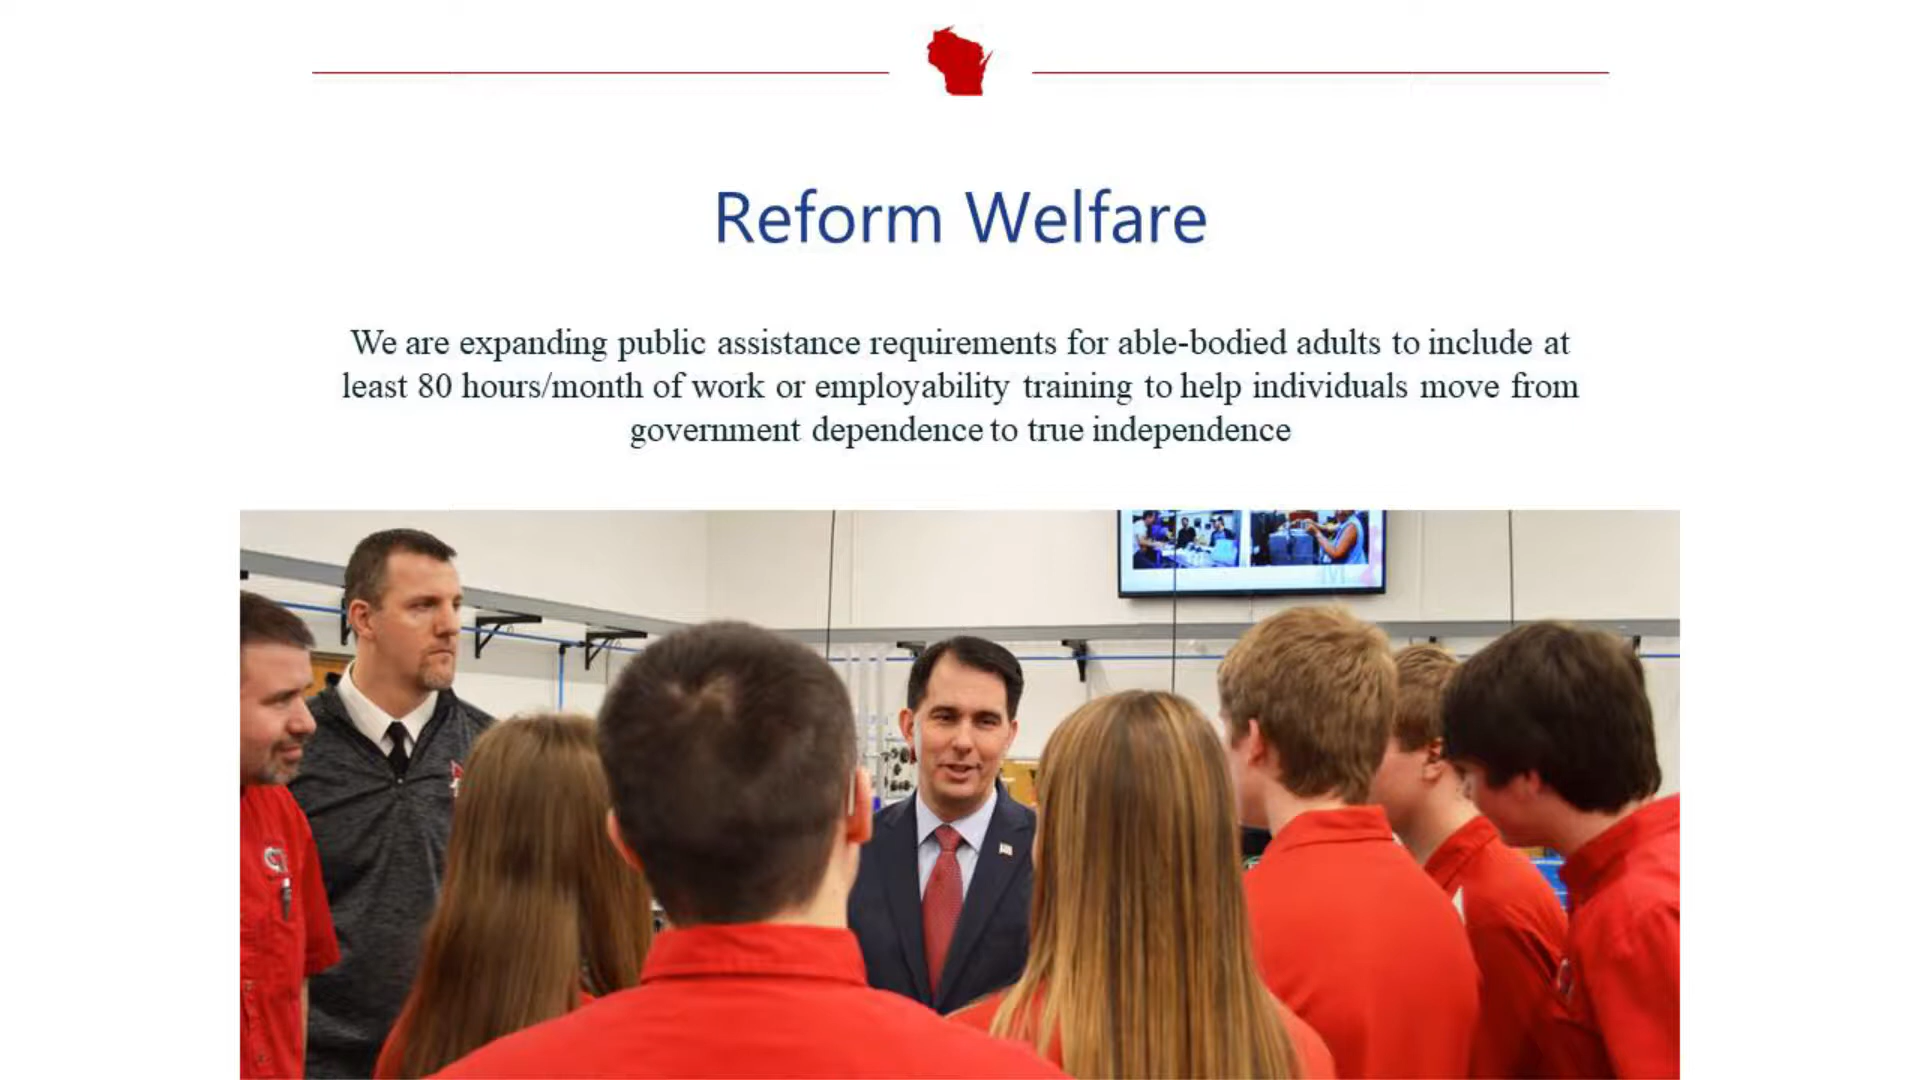 Reform Welfare
We are expanding public assistance requirements for able-bodied adults to include at
least 80 hours/month of work or employability training to help individuals move from
government dependence to true independence